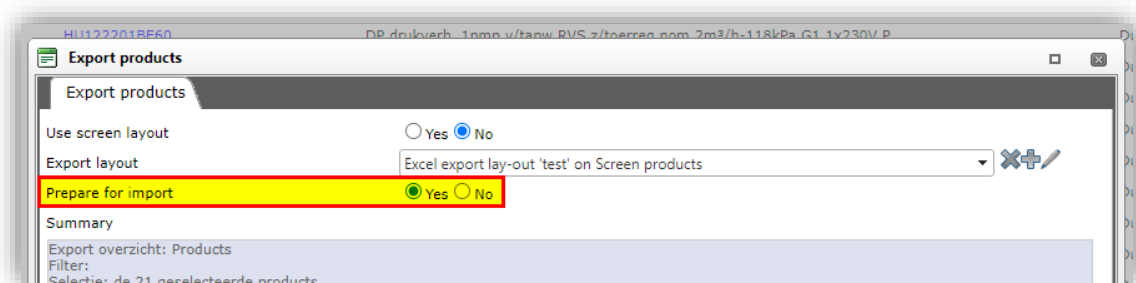 HU122201BE60 DP drukverh. 1pmp v/tapw RVS z/toerreg nom 2m³/h-118kPa G1 1x230V P
Export products
Export products
Use screen layout Yes No
Export layout Excel export lay-out 'test' on Screen products
Prepare for import Yes No
Summary
Export overzicht: Products
Filter:
Selectie: de 21 geselecteerde products